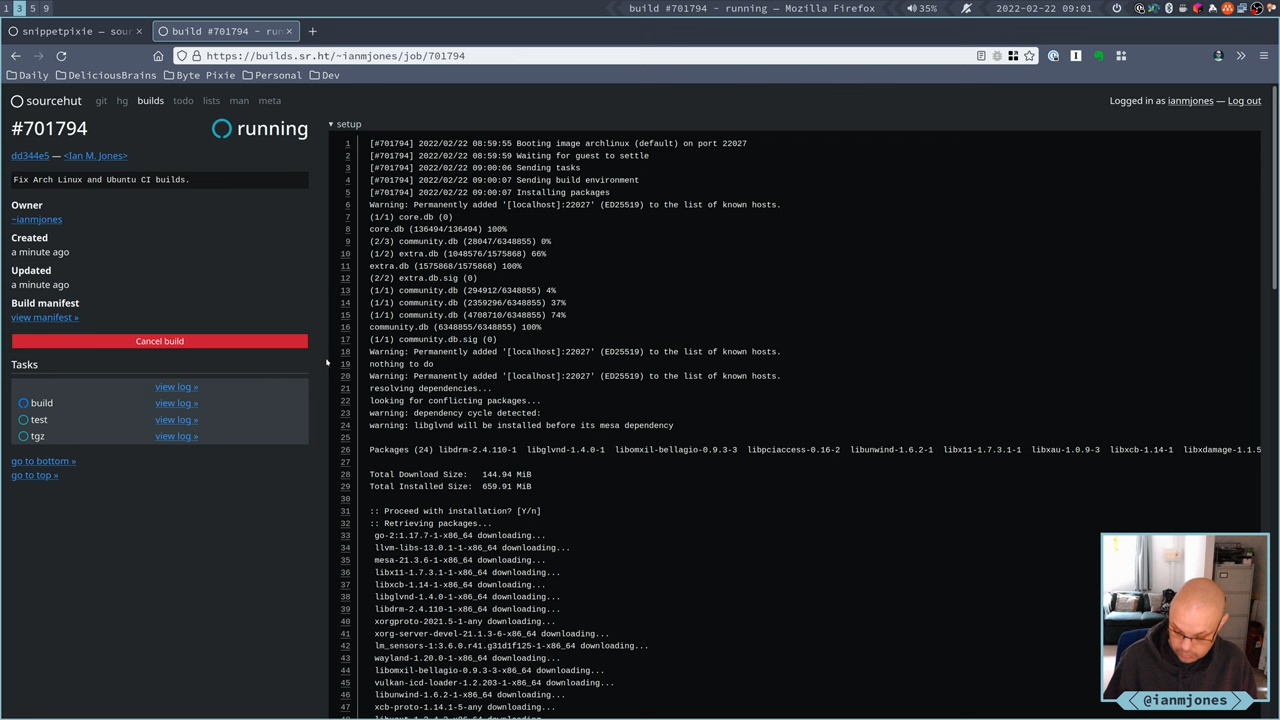 1 3 5 9
build #701794 - running — Mozilla Firefox
35%
2022-02-22 09:01
snippetpixie — sour ×
build #701794 - run ×
https://builds.sr.ht/~ianmjones/job/701794
Daily DeliciousBrains Byte Pixie Personal Dev
sourcehut git hg builds todo lists man meta
Logged in as ianmjones — Log out
#701794
running
dd344e5 — <Ian M. Jones>
Fix Arch Linux and Ubuntu CI builds.
Owner
~ianmjones
Created
a minute ago
Updated
a minute ago
Build manifest
view manifest »
Cancel build
Tasks
view log »
build view log »
test view log »
tgz view log »
go to bottom »
go to top »
setup
1 [#701794] 2022/02/22 08:59:55 Booting image archlinux (default) on port 22027
2 [#701794] 2022/02/22 08:59:59 Waiting for guest to settle
3 [#701794] 2022/02/22 09:00:06 Sending tasks
4 [#701794] 2022/02/22 09:00:07 Sending build environment
5 [#701794] 2022/02/22 09:00:07 Installing packages
6 Warning: Permanently added '[localhost]:22027' (ED25519) to the list of known hosts.
7 (1/1) core.db (0)
8 core.db (136494/136494) 100%
9 (2/3) community.db (28047/6348855) 0%
10 (1/2) extra.db (1048576/1575868) 66%
11 extra.db (1575868/1575868) 100%
12 (2/2) extra.db.sig (0)
13 (1/1) community.db (294912/6348855) 4%
14 (1/1) community.db (2359296/6348855) 37%
15 (1/1) community.db (4708710/6348855) 74%
16 community.db (6348855/6348855) 100%
17 (1/1) community.db.sig (0)
18 Warning: Permanently added '[localhost]:22027' (ED25519) to the list of known hosts.
19 nothing to do
20 Warning: Permanently added '[localhost]:22027' (ED25519) to the list of known hosts.
21 resolving dependencies...
22 looking for conflicting packages...
23 warning: dependency cycle detected:
24 warning: libglvnd will be installed before its mesa dependency
25
26 Packages (24) libdrm-2.4.110-1 libglvnd-1.4.0-1 libomxil-bellagio-0.9.3-3 libpciaccess-0.16-2 libunwind-1.6.2-1 libx11-1.7.3.1-1 libxau-1.0.9-3 libxcb-1.14-1 libxdamage-1.1.5
27
28 Total Download Size: 144.94 MiB
29 Total Installed Size: 659.91 MiB
30
31 :: Proceed with installation? [Y/n]
32 :: Retrieving packages...
33 go-2:1.17.7-1-x86_64 downloading...
34 llvm-libs-13.0.1-1-x86_64 downloading...
35 mesa-21.3.6-1-x86_64 downloading...
36 libx11-1.7.3.1-1-x86_64 downloading...
37 libxcb-1.14-1-x86_64 downloading...
38 libglvnd-1.4.0-1-x86_64 downloading...
39 libdrm-2.4.110-1-x86_64 downloading...
40 xorgproto-2021.5-1-any downloading...
41 xorg-server-devel-21.1.3-6-x86_64 downloading...
42 lm_sensors-1:3.6.0.r41.g31d1f125-1-x86_64 downloading...
43 wayland-1.20.0-1-x86_64 downloading...
44 libomxil-bellagio-0.9.3-3-x86_64 downloading...
45 vulkan-icd-loader-1.2.203-1-x86_64 downloading...
46 libunwind-1.6.2-1-x86_64 downloading...
47 xcb-proto-1.14.1-5-any downloading...
@ianmjones